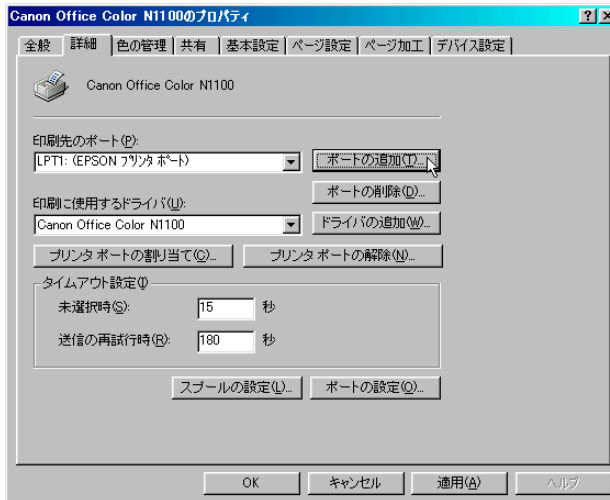 Canon Office Color N1100のプロパティ
全般 詳細 色の管理 共有 基本設定 ページ設定 ページ加工 デバイス設定
Canon Office Color N1100
印刷先のポート(P):
LPT1: (EPSON プリンタ ポート) ポートの追加(T)...
ポートの削除(D)...
印刷に使用するドライバ(U):
Canon Office Color N1100 ドライバの追加(W)...
プリンタ ポートの割り当て(C)... プリンタ ポートの解除(N)...
タイムアウト設定(I)
未選択時(S): 15 秒
送信の再試行時(R): 180 秒
スプールの設定(L)... ポートの設定(O)...
OK キャンセル 適用(A) ヘルプ